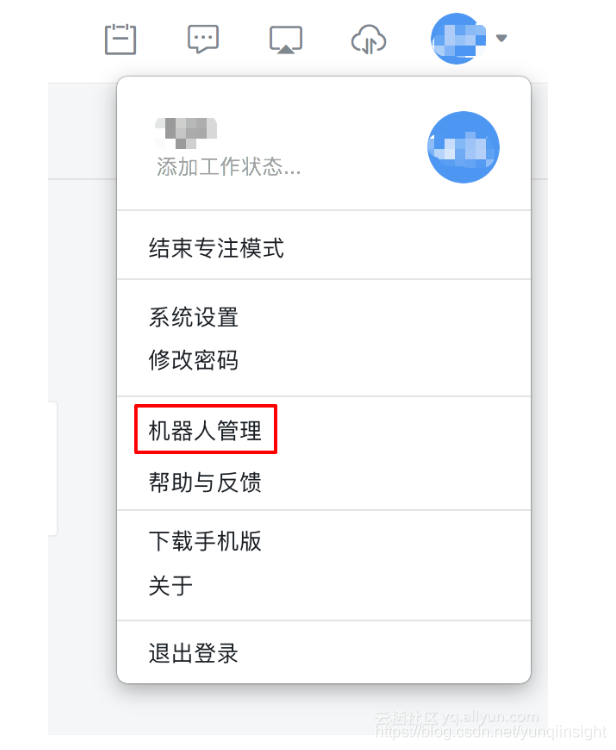 添加工作状态...
结束专注模式
系统设置
修改密码
机器人管理
帮助与反馈
下载手机版
关于
退出登录
云栖社区 yq.aliyun.com
https://blog.csdn.net/yunqiinsight